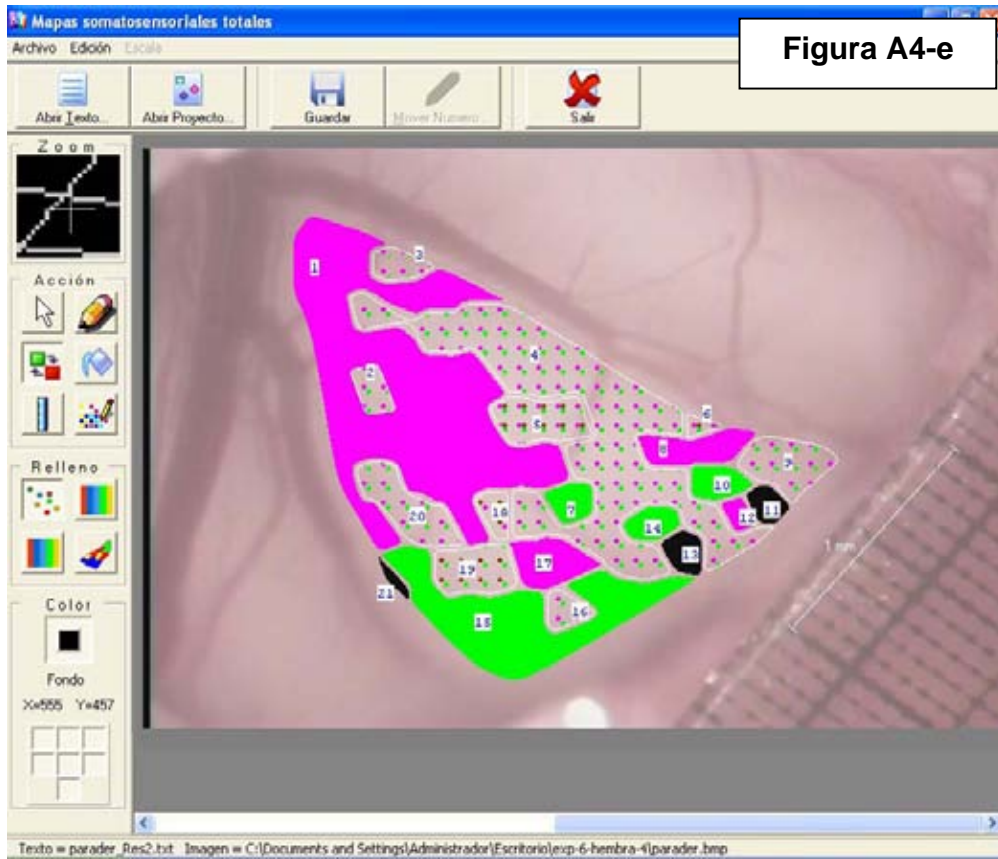 Mapas somatosensoriales totales
Figura A4-e
Archivo Edición Escala
Abrir Texto... Abrir Proyecto... Guardar Mover Numero... Salir
Zoom
Acción
Relleno
Color
Fondo
X=555 Y=457
1
3
2
4
5
6
8
9
10
7
11
12
14
20
18
13
17
19
21
16
15
1 mm
Texto = parader_Res2.txt Imagen = C:\Documents and Settings\Administrador\Escritorio\exp-6-hembra-4\parader.bmp